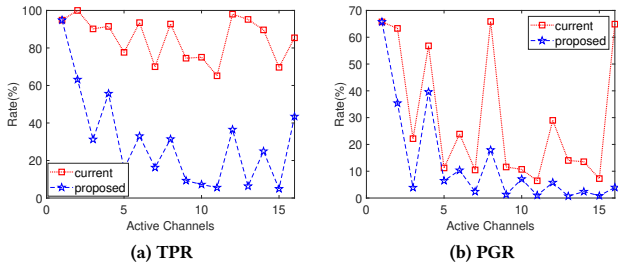 100
80
60
40
20
0
Rate(%)
current
proposed
0
5
10
15
Active Channels
(a) TPR
70
60
50
40
30
20
10
0
Rate(%)
current
proposed
0
5
10
15
Active Channels
(b) PGR